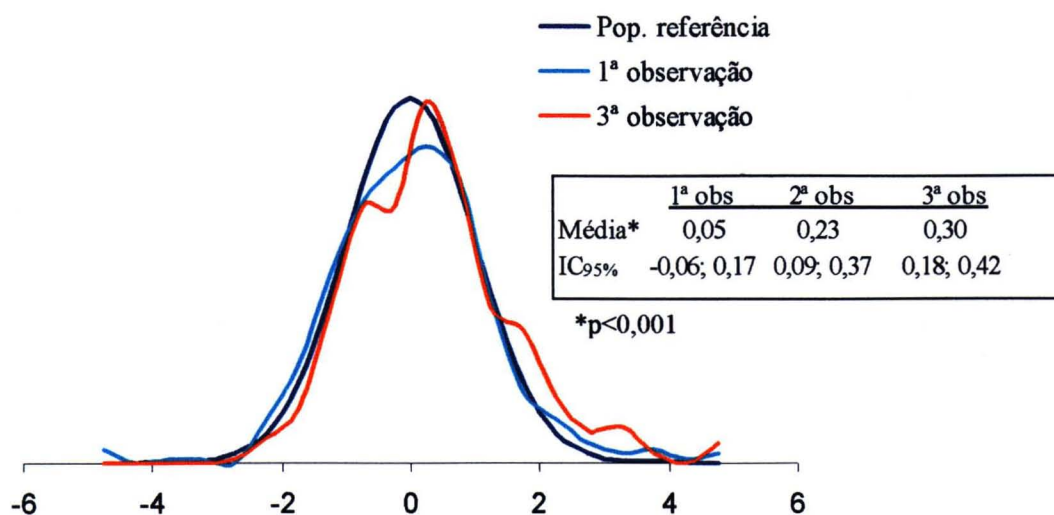 Pop. referência
1ª observação
3ª observação
1ª obs 2ª obs 3ª obs
Média* 0,05 0,23 0,30
IC95% -0,06; 0,17 0,09; 0,37 0,18; 0,42
*p<0,001
-6 -4 -2 0 2 4 6